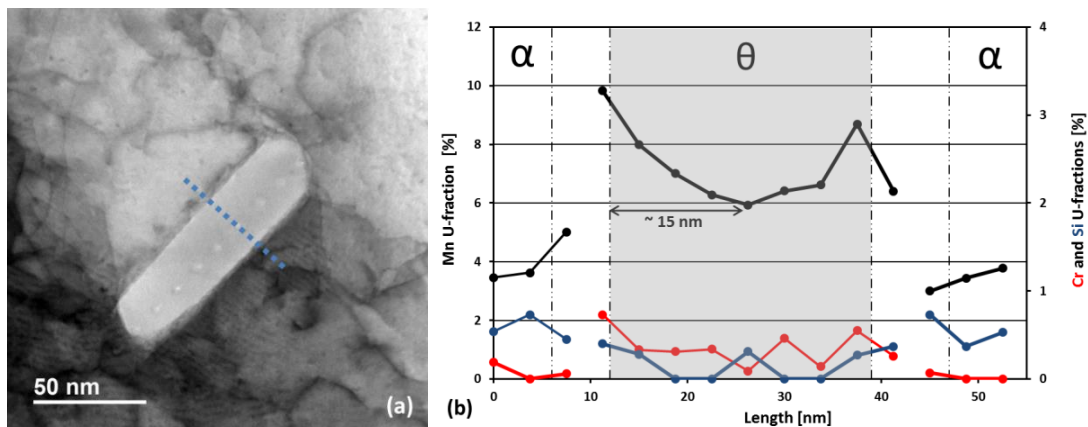 50 nm
(a)
12
10
8
6
4
2
0
Mn U-fraction [%]
α
θ
α
~ 15 nm
4
3
2
1
0
Cr and Si U-fractions [%]
0
10
20
30
40
50
Length [nm]
(b)